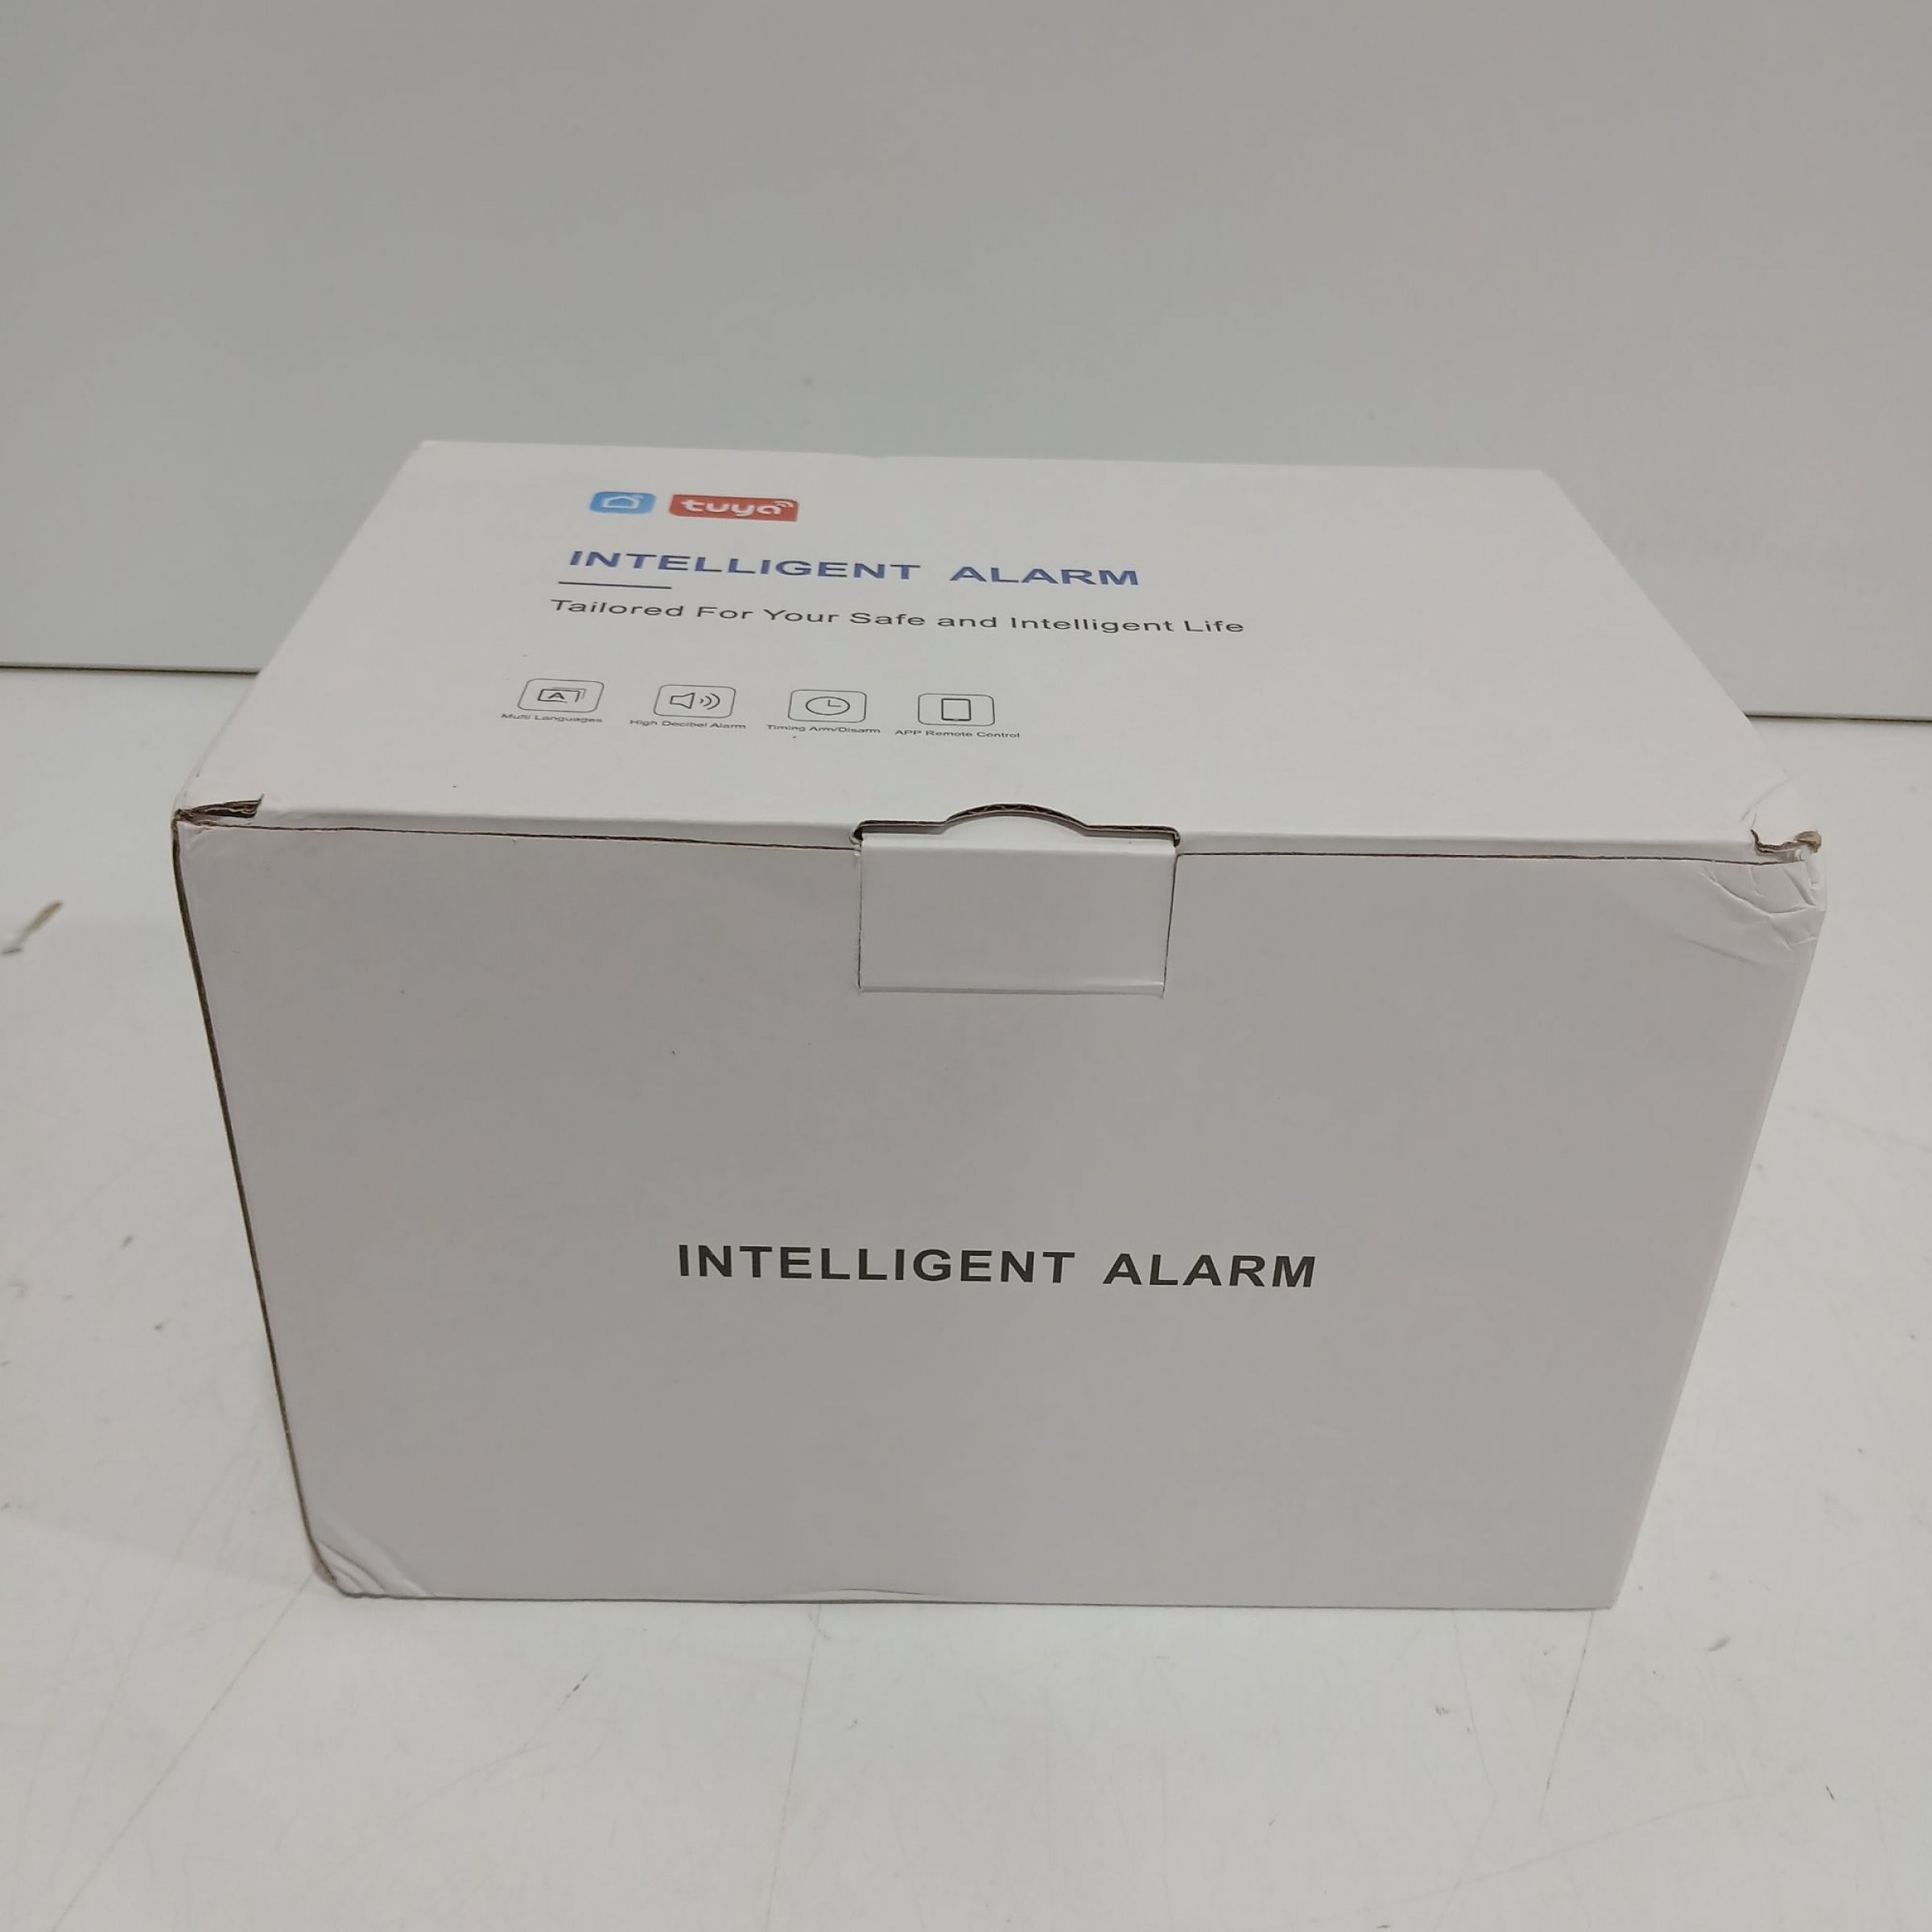 tuya
INTELLIGENT ALARM
Tailored For Your Safe and Intelligent Life
A
Multi Languages
High Decibel Alarm
Timing Arm/Disarm
APP Remote Control
INTELLIGENT ALARM